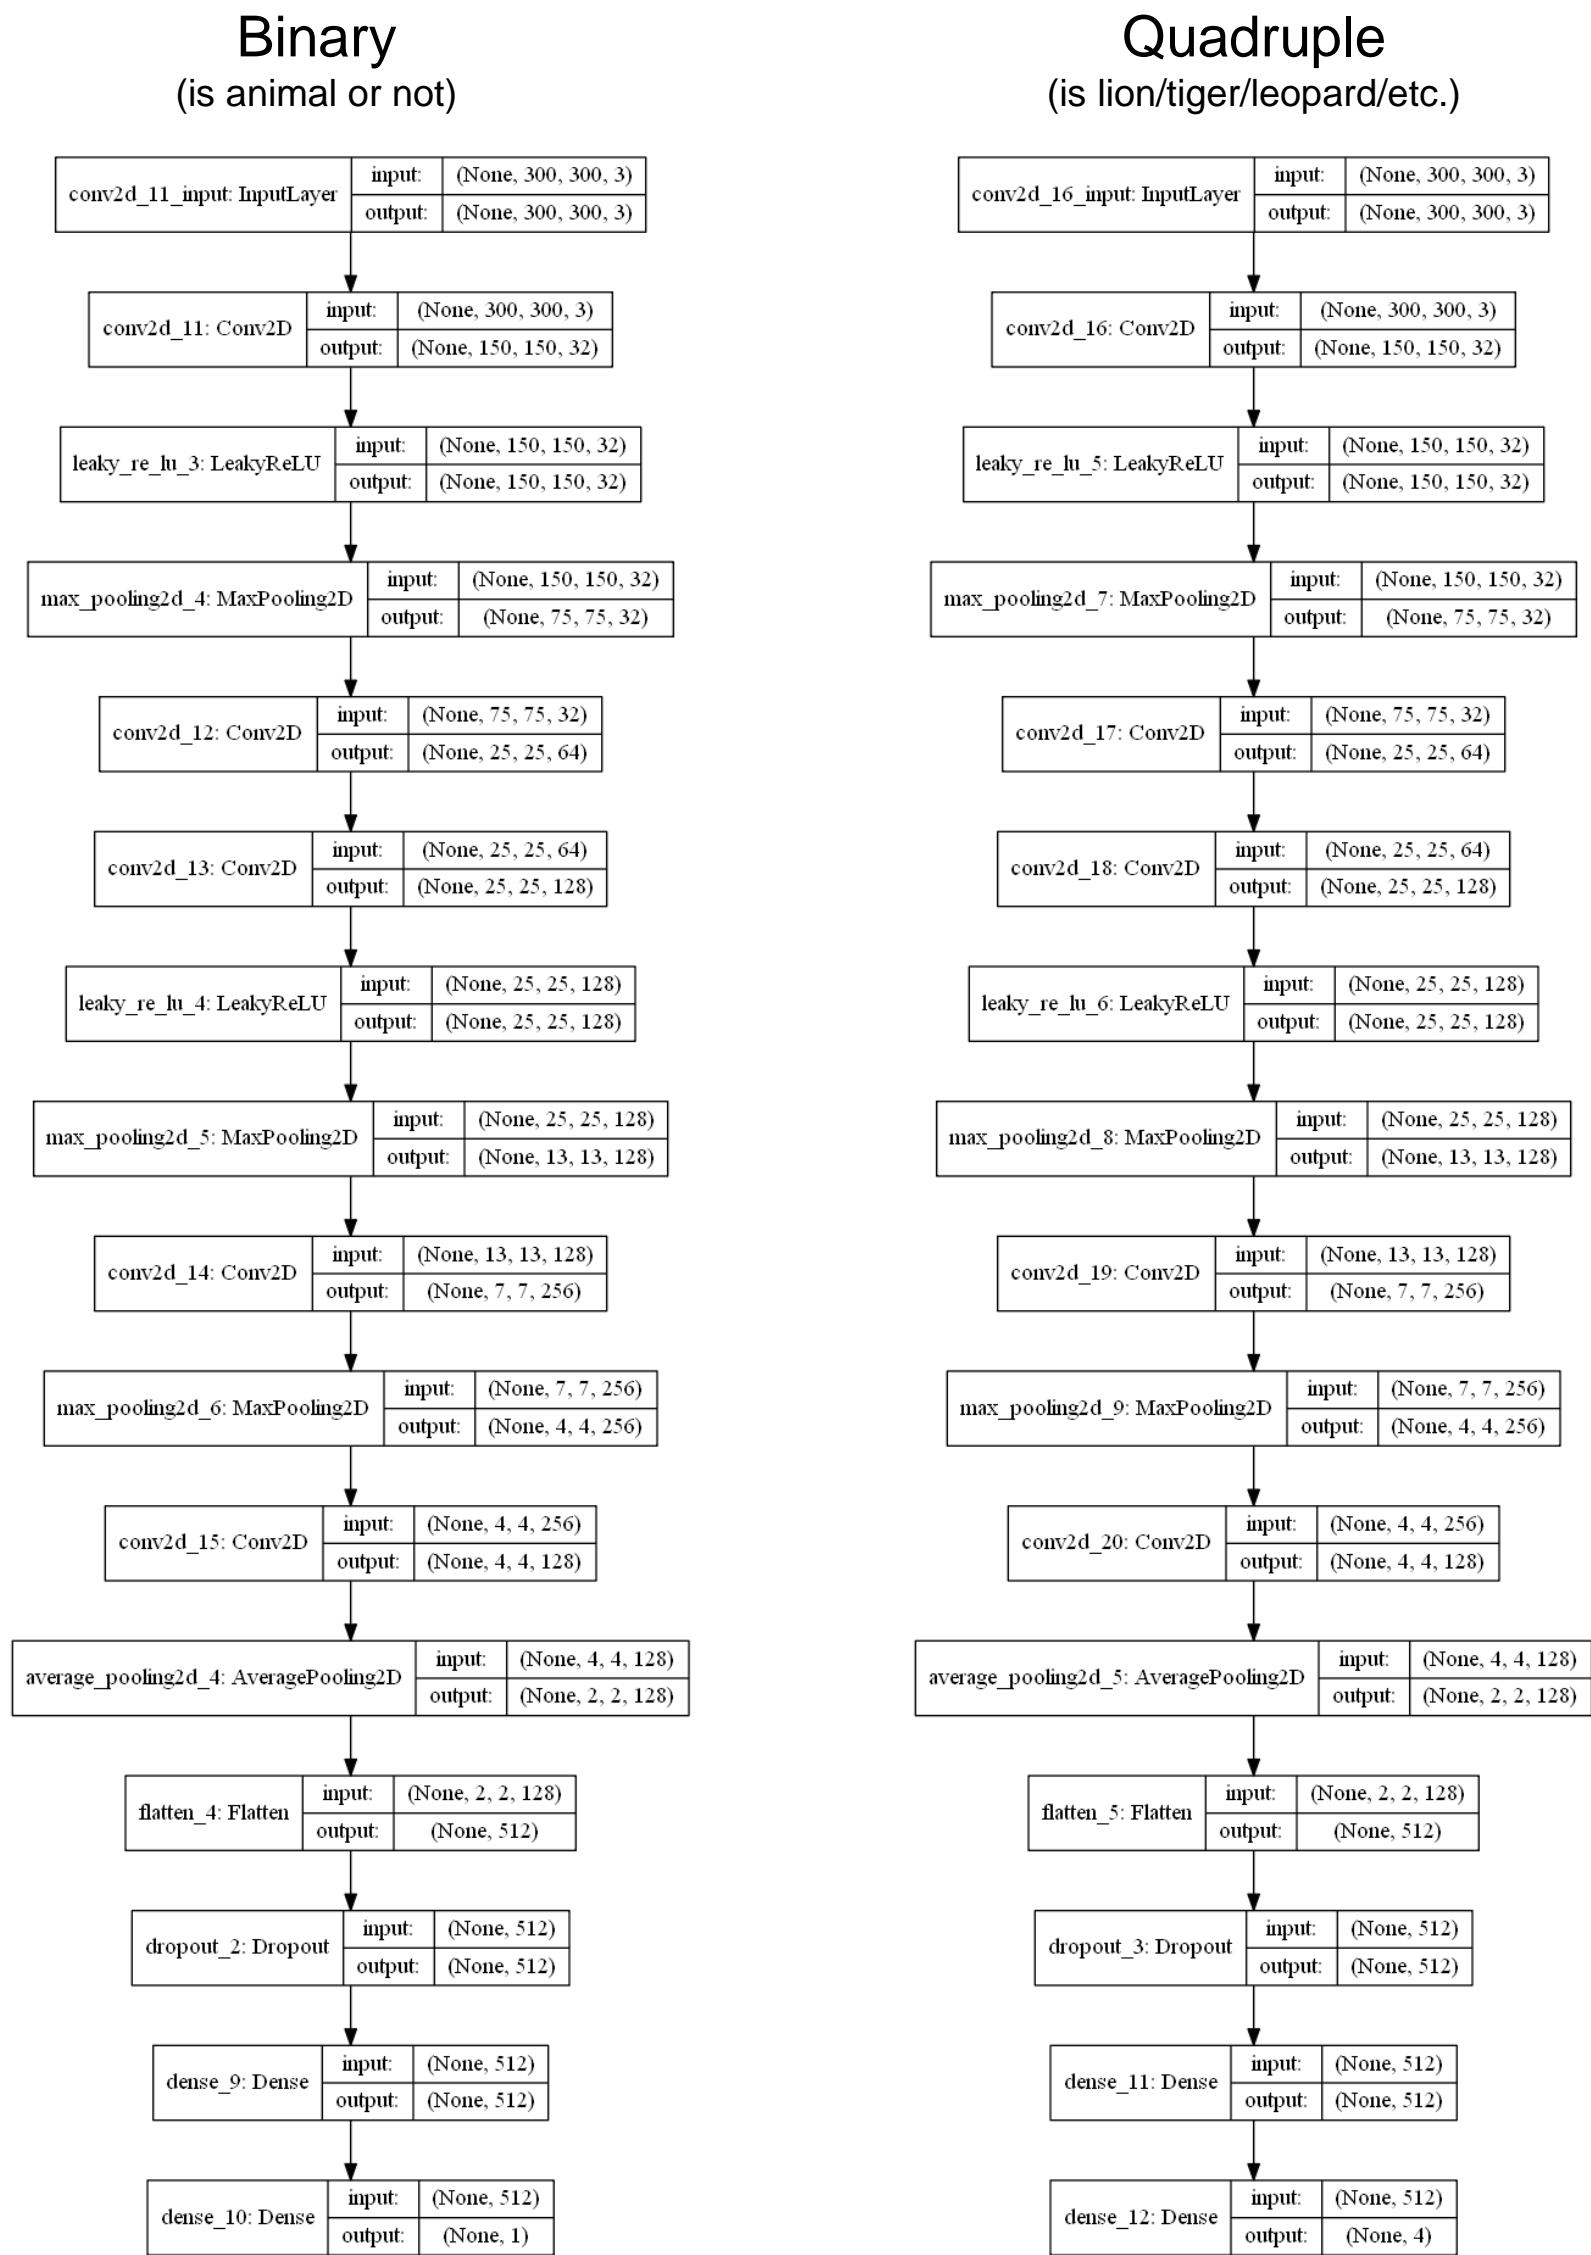 Binary
(is animal or not)
conv2d_11_input: InputLayer
input: (None, 300, 300, 3)
output: (None, 300, 300, 3)
conv2d_11: Conv2D
input: (None, 300, 300, 3)
output: (None, 150, 150, 32)
leaky_re_lu_3: LeakyReLU
input: (None, 150, 150, 32)
output: (None, 150, 150, 32)
max_pooling2d_4: MaxPooling2D
input: (None, 150, 150, 32)
output: (None, 75, 75, 32)
conv2d_12: Conv2D
input: (None, 75, 75, 32)
output: (None, 25, 25, 64)
conv2d_13: Conv2D
input: (None, 25, 25, 64)
output: (None, 25, 25, 128)
leaky_re_lu_4: LeakyReLU
input: (None, 25, 25, 128)
output: (None, 25, 25, 128)
max_pooling2d_5: MaxPooling2D
input: (None, 25, 25, 128)
output: (None, 13, 13, 128)
conv2d_14: Conv2D
input: (None, 13, 13, 128)
output: (None, 7, 7, 256)
max_pooling2d_6: MaxPooling2D
input: (None, 7, 7, 256)
output: (None, 4, 4, 256)
conv2d_15: Conv2D
input: (None, 4, 4, 256)
output: (None, 4, 4, 128)
average_pooling2d_4: AveragePooling2D
input: (None, 4, 4, 128)
output: (None, 2, 2, 128)
flatten_4: Flatten
input: (None, 2, 2, 128)
output: (None, 512)
dropout_2: Dropout
input: (None, 512)
output: (None, 512)
dense_9: Dense
input: (None, 512)
output: (None, 512)
dense_10: Dense
input: (None, 512)
output: (None, 1)
Quadruple
(is lion/tiger/leopard/etc.)
conv2d_16_input: InputLayer
input: (None, 300, 300, 3)
output: (None, 300, 300, 3)
conv2d_16: Conv2D
input: (None, 300, 300, 3)
output: (None, 150, 150, 32)
leaky_re_lu_5: LeakyReLU
input: (None, 150, 150, 32)
output: (None, 150, 150, 32)
max_pooling2d_7: MaxPooling2D
input: (None, 150, 150, 32)
output: (None, 75, 75, 32)
conv2d_17: Conv2D
input: (None, 75, 75, 32)
output: (None, 25, 25, 64)
conv2d_18: Conv2D
input: (None, 25, 25, 64)
output: (None, 25, 25, 128)
leaky_re_lu_6: LeakyReLU
input: (None, 25, 25, 128)
output: (None, 25, 25, 128)
max_pooling2d_8: MaxPooling2D
input: (None, 25, 25, 128)
output: (None, 13, 13, 128)
conv2d_19: Conv2D
input: (None, 13, 13, 128)
output: (None, 7, 7, 256)
max_pooling2d_9: MaxPooling2D
input: (None, 7, 7, 256)
output: (None, 4, 4, 256)
conv2d_20: Conv2D
input: (None, 4, 4, 256)
output: (None, 4, 4, 128)
average_pooling2d_5: AveragePooling2D
input: (None, 4, 4, 128)
output: (None, 2, 2, 128)
flatten_5: Flatten
input: (None, 2, 2, 128)
output: (None, 512)
dropout_3: Dropout
input: (None, 512)
output: (None, 512)
dense_11: Dense
input: (None, 512)
output: (None, 512)
dense_12: Dense
input: (None, 512)
output: (None, 4)